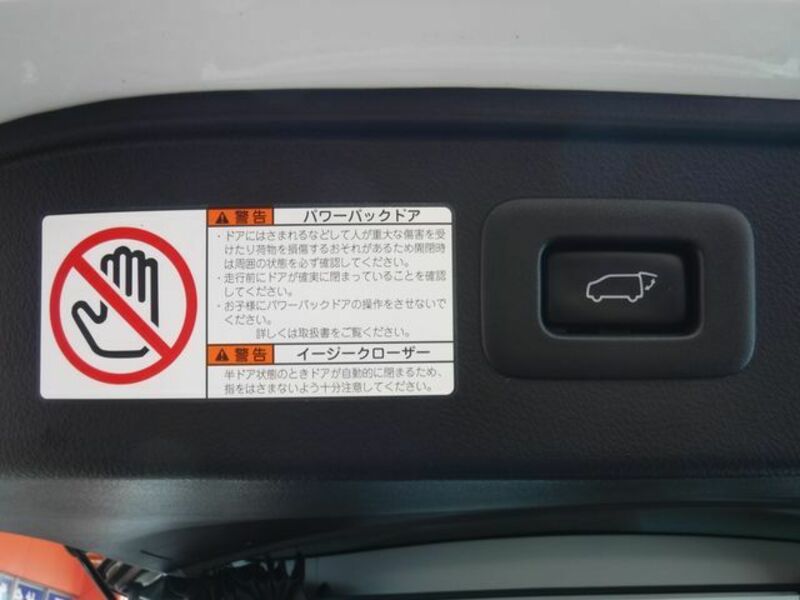 警告 パワーバックドア
・ドアにはさまれるなどして人が重大な傷害を受
けたり荷物を損傷するおそれがあるため開閉時
は周囲の状態を必ず確認してください。
・走行前にドアが確実に閉まっていることを確認
してください。
・お子様にパワーバックドアの操作をさせないで
ください。
詳しくは取扱書をご覧ください。
警告 イージークローザー
半ドア状態のときドアが自動的に閉まるため、
指をはさまないよう十分注意してください。